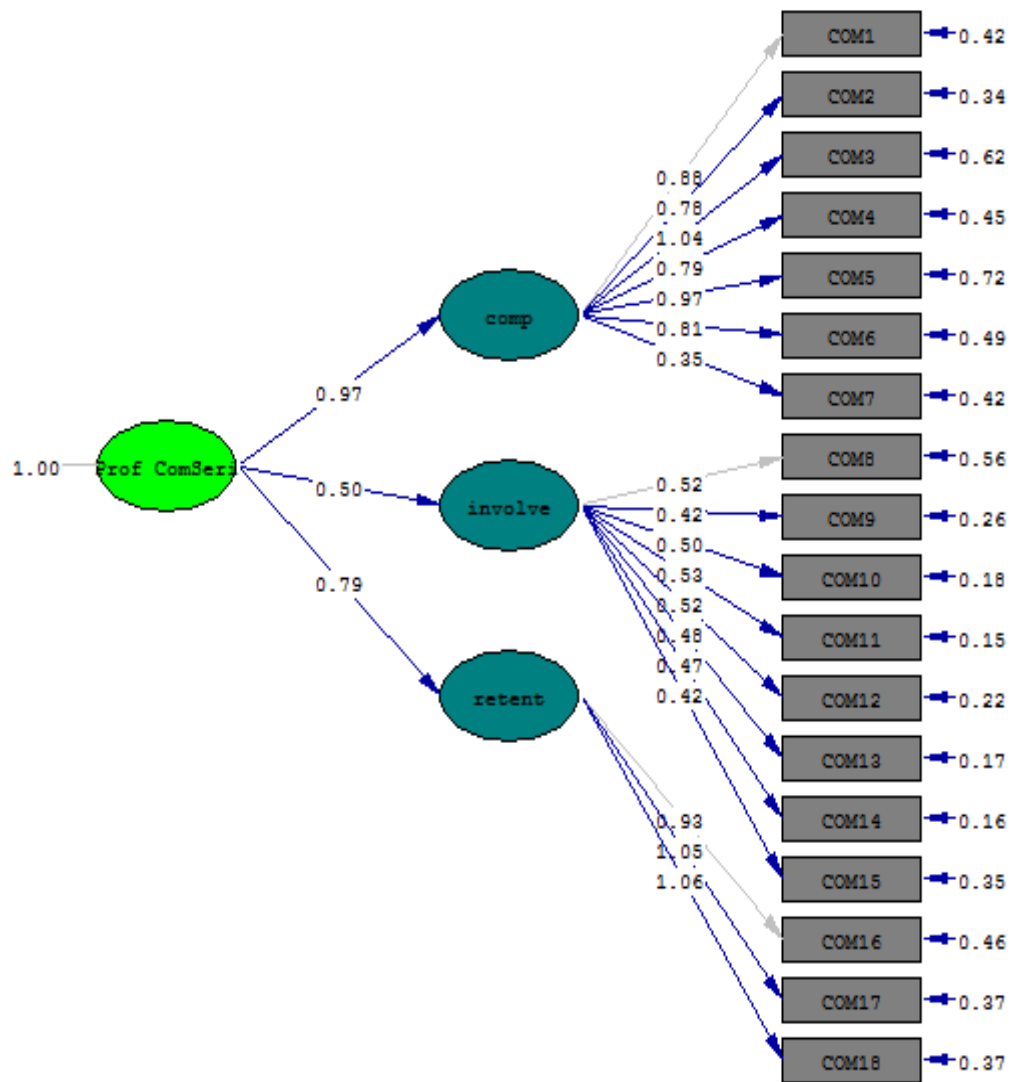 COM1
0.42
COM2
0.34
COM3
0.62
0.88
0.78
COM4
0.45
1.04
0.79
COM5
0.72
0.97
comp
0.81
COM6
0.49
0.35
0.97
COM7
0.42
COM8
0.56
1.00
Prof ComSeri
0.52
0.50
involve
0.42
COM9
0.26
0.50
0.53
COM10
0.18
0.79
0.52
0.48
COM11
0.15
0.47
0.42
retent
COM12
0.22
COM13
0.17
0.93
COM14
0.16
1.05
1.06
COM15
0.35
COM16
0.46
COM17
0.37
COM18
0.37